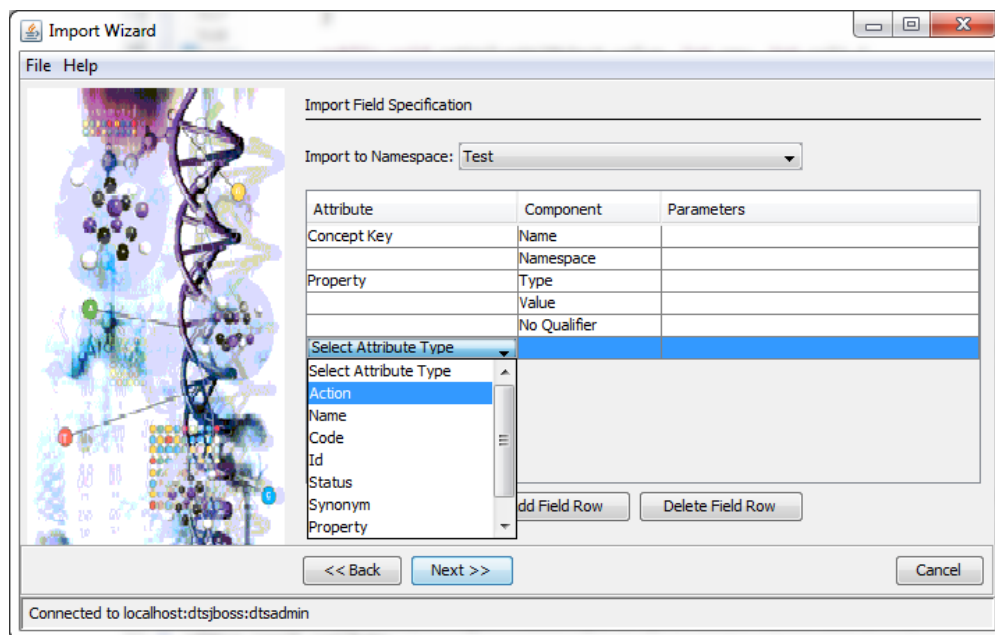 Import Wizard
File Help
Import Field Specification
Import to Namespace: Test
Attribute Component Parameters
Concept Key Name
Namespace
Property Type
Value
No Qualifier
Select Attribute Type
Select Attribute Type
Action
Name
Code
Id
Status
Synonym
Property
dd Field Row Delete Field Row
<< Back Next >> Cancel
Connected to localhost:dtsjboss:dtsadmin